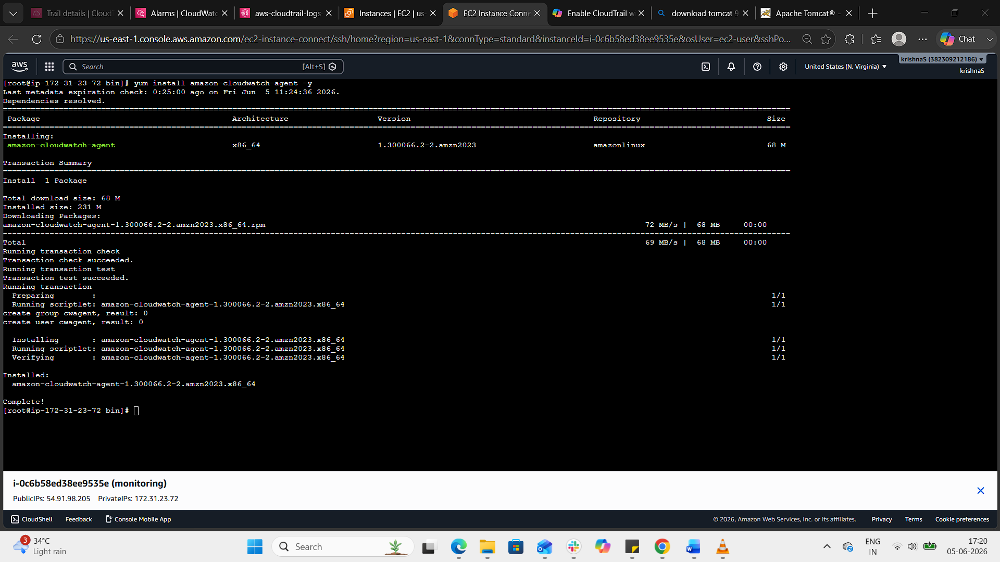 Trail details | CloudT
Alarms | CloudWatc
aws-cloudtrail-logs-
Instances | EC2 | us-
EC2 Instance Conne
Enable CloudTrail w
download tomcat 9
Apache Tomcat® -
https://us-east-1.console.aws.amazon.com/ec2-instance-connect/ssh/home?region=us-east-1&connType=standard&instanceId=i-0c6b58ed38ee9535e&osUser=ec2-user&sshPo...
Chat
aws
Search
[Alt+S]
United States (N. Virginia)
krishnaS (382309212186)
krishnaS
[root@ip-172-31-23-72 bin]# yum install amazon-cloudwatch-agent -y
Last metadata expiration check: 0:25:00 ago on Fri Jun  5 11:24:36 2026.
Dependencies resolved.
Package Architecture Version Repository Size
Installing:
amazon-cloudwatch-agent x86_64 1.300066.2-2.amzn2023 amazonlinux 68 M
Transaction Summary
Install  1 Package
Total download size: 68 M
Installed size: 231 M
Downloading Packages:
amazon-cloudwatch-agent-1.300066.2-2.amzn2023.x86_64.rpm 72 MB/s |  68 MB 00:00
Total 69 MB/s |  68 MB 00:00
Running transaction check
Transaction check succeeded.
Running transaction test
Transaction test succeeded.
Running transaction
Preparing : 1/1
Running scriptlet: amazon-cloudwatch-agent-1.300066.2-2.amzn2023.x86_64 1/1
create group cwagent, result: 0
create user cwagent, result: 0
Installing : amazon-cloudwatch-agent-1.300066.2-2.amzn2023.x86_64 1/1
Running scriptlet: amazon-cloudwatch-agent-1.300066.2-2.amzn2023.x86_64 1/1
Verifying : amazon-cloudwatch-agent-1.300066.2-2.amzn2023.x86_64 1/1
Installed:
amazon-cloudwatch-agent-1.300066.2-2.amzn2023.x86_64
Complete!
[root@ip-172-31-23-72 bin]#
i-0c6b58ed38ee9535e (monitoring)
PublicIPs: 54.91.98.205 PrivateIPs: 172.31.23.72
CloudShell Feedback Console Mobile App
© 2026, Amazon Web Services, Inc. or its affiliates. Privacy Terms Cookie preferences
3
34°C
Light rain
Search
ENG
IN
17:20
05-06-2026